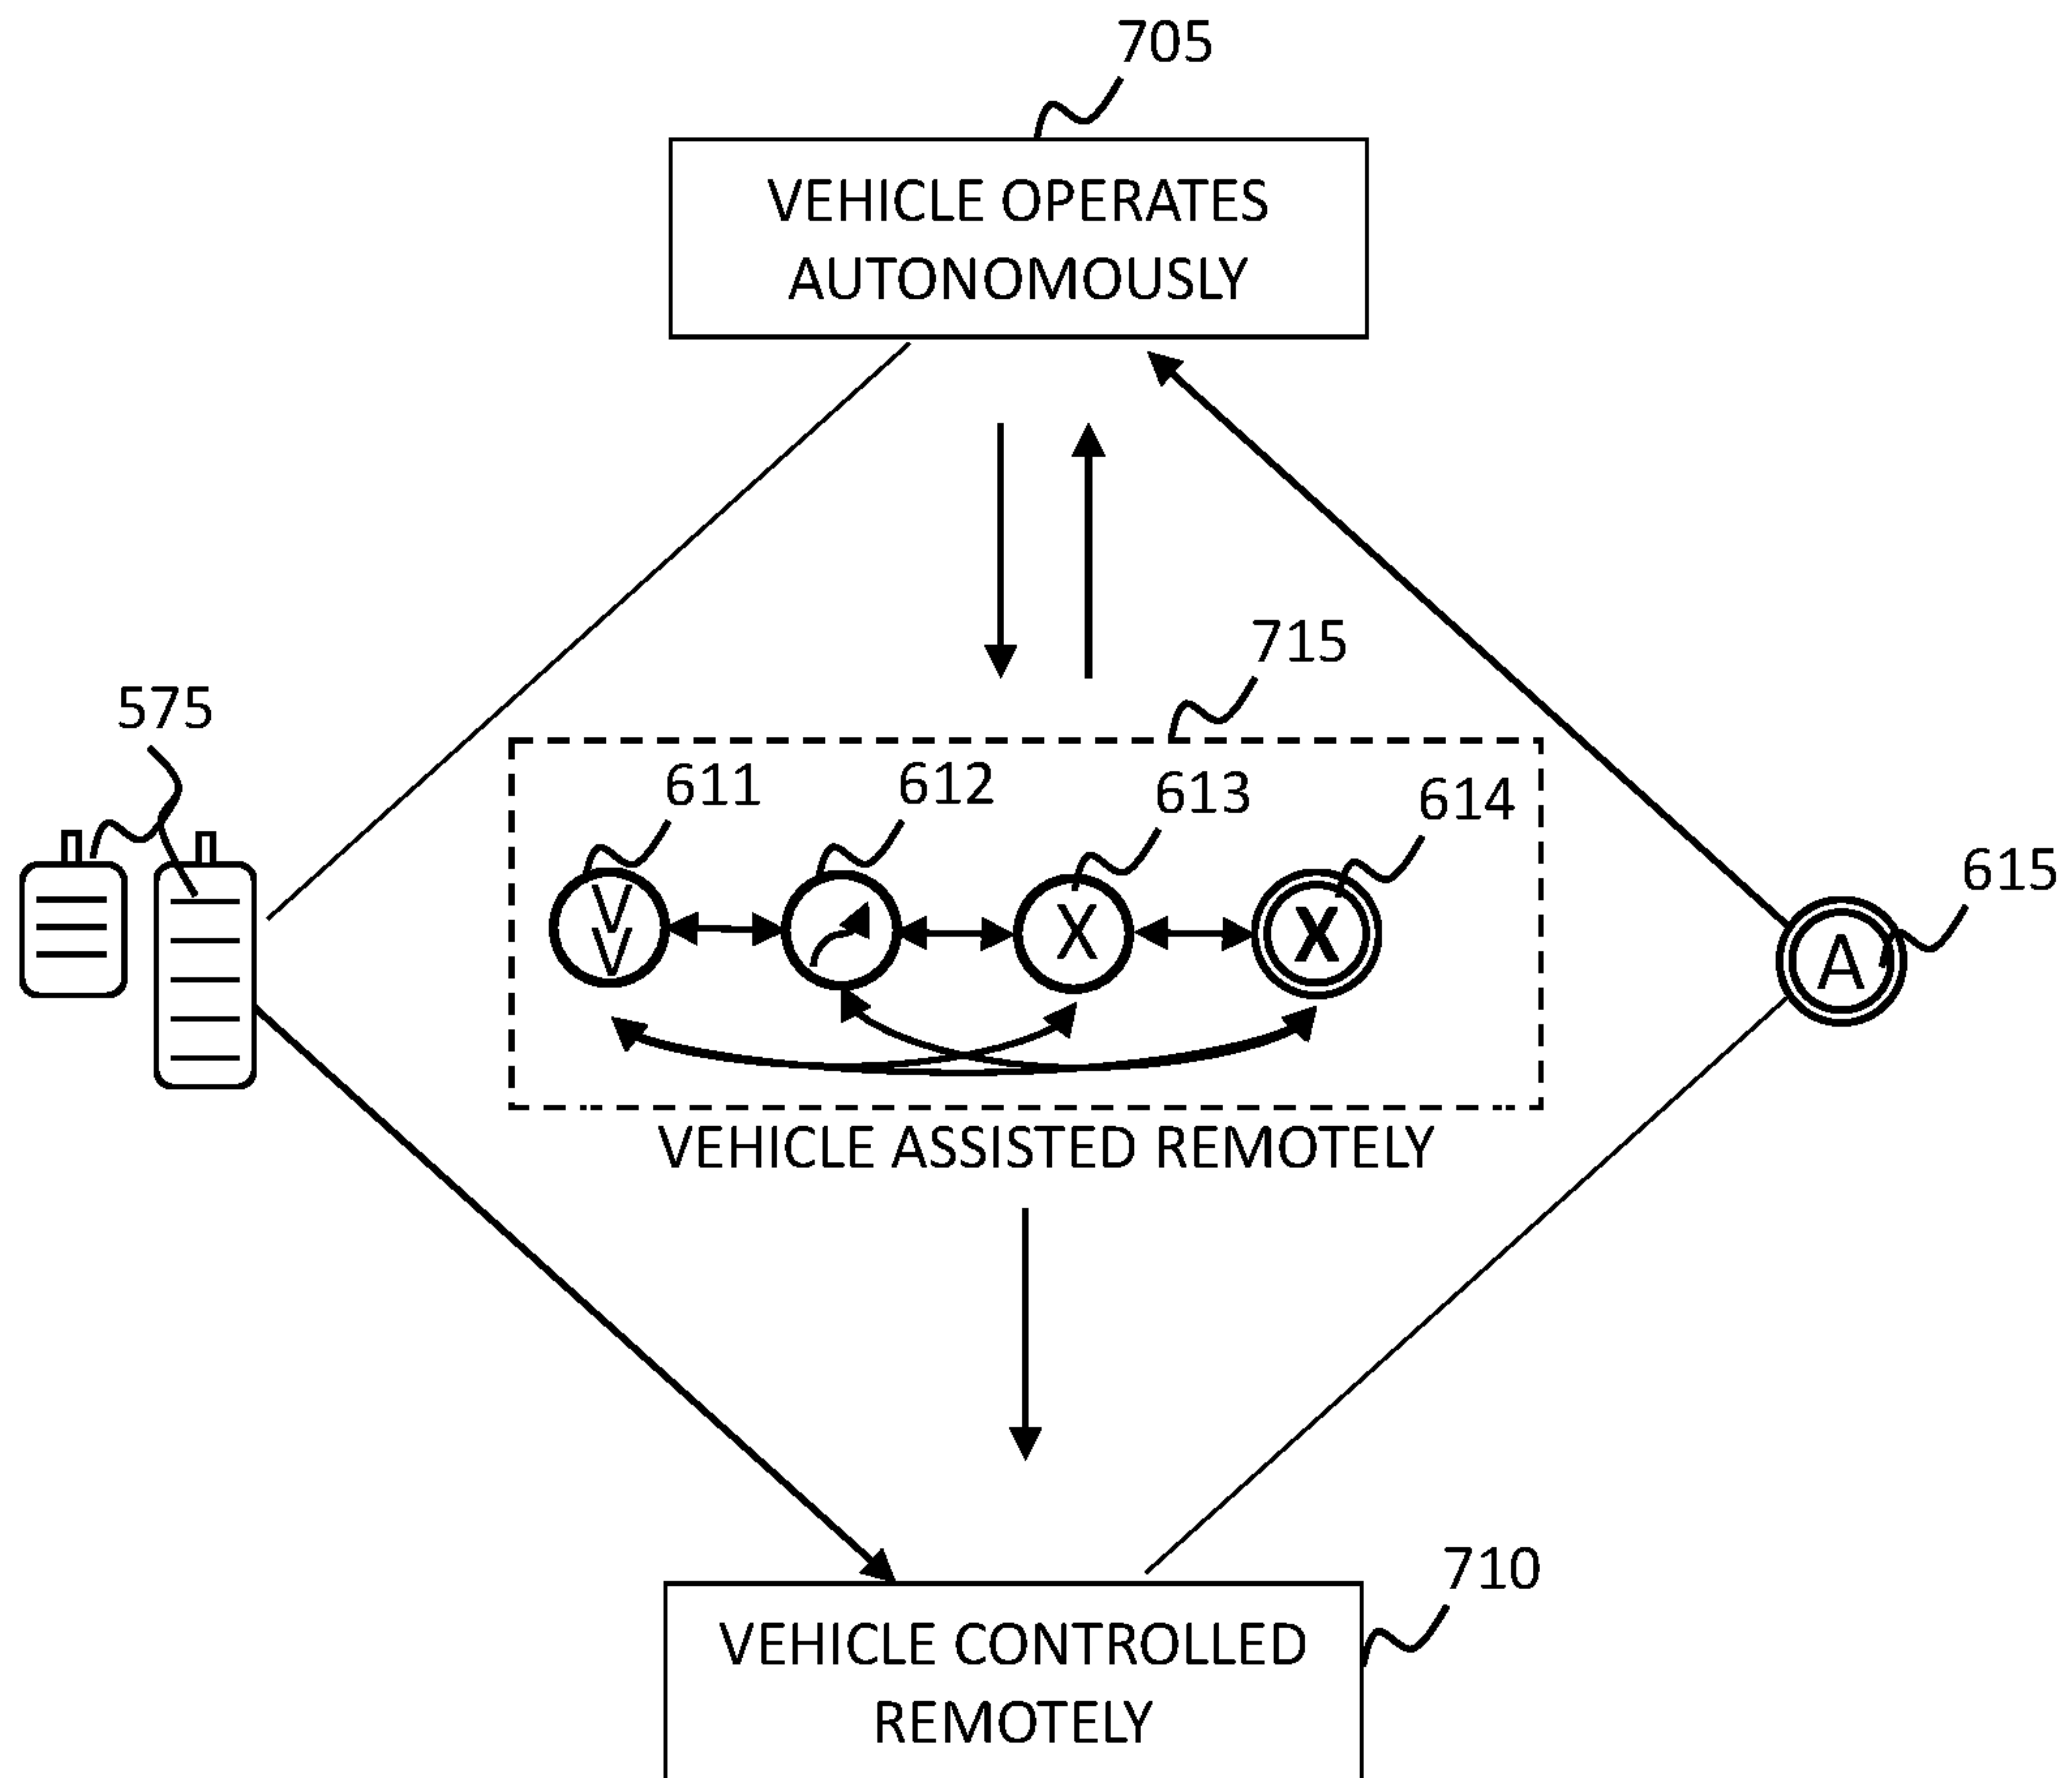 705
VEHICLE OPERATES
AUTONOMOUSLY
715
575
611
612
613
614
615
V
V
X
X
A
VEHICLE ASSISTED REMOTELY
710
VEHICLE CONTROLLED
REMOTELY